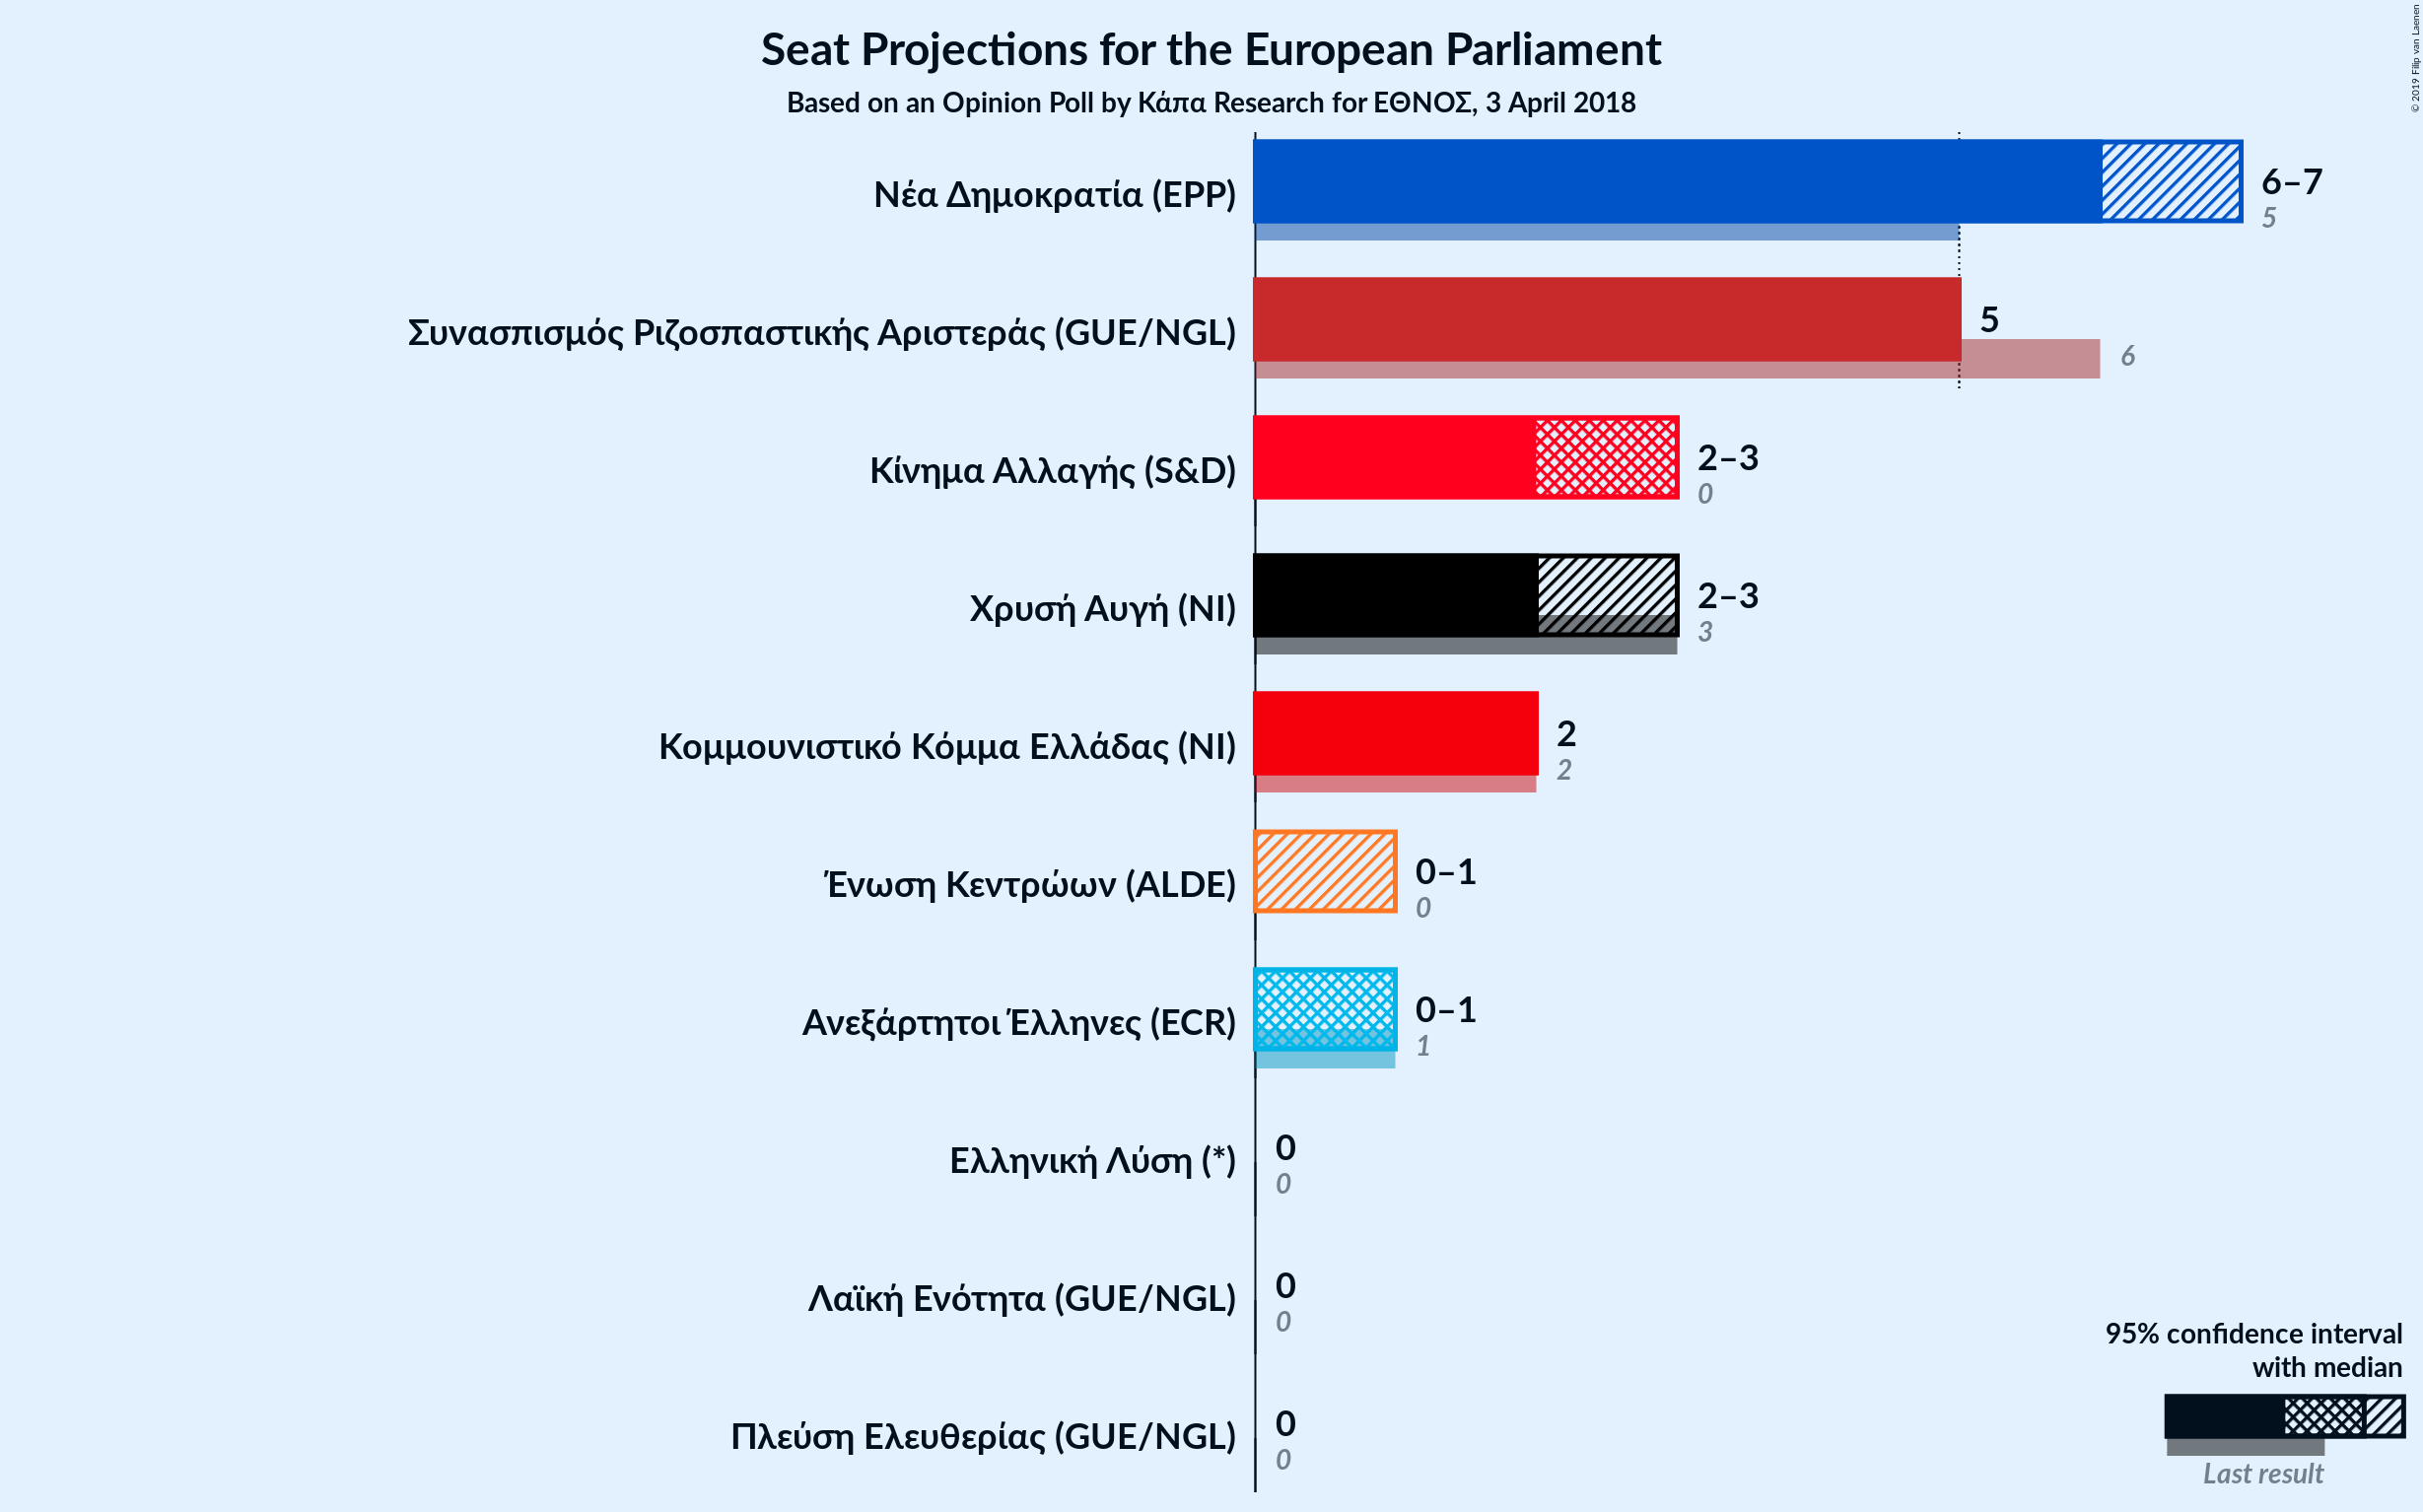 Seat Projections for the European Parliament
Based on an Opinion Poll by Κάπα Research for ΕΘΝΟΣ, 3 April 2018
© 2019 Filip van Laenen
Νέα Δημοκρατία (EPP)
6–7
5
Συνασπισμός Ριζοσπαστικής Αριστεράς (GUE/NGL)
5
6
Κίνημα Αλλαγής (S&D)
2–3
0
Χρυσή Αυγή (NI)
2–3
3
Κομμουνιστικό Κόμμα Ελλάδας (NI)
2
2
Ένωση Κεντρώων (ALDE)
0–1
0
Ανεξάρτητοι Έλληνες (ECR)
0–1
1
Ελληνική Λύση (*)
0
0
Λαϊκή Ενότητα (GUE/NGL)
0
0
Πλεύση Ελευθερίας (GUE/NGL)
0
0
95% confidence interval
with median
Last result